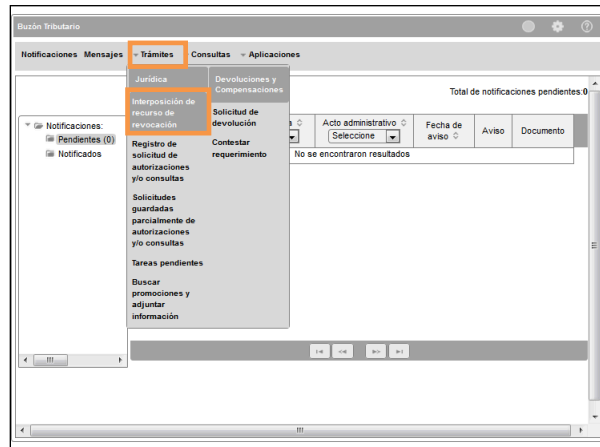 Buzón Tributario
Notificaciones Mensajes Trámites Consultas Aplicaciones
Total de notificaciones pendientes:0
Jurídica
Interposición de
recurso de
revocación
Registro de
solicitud de
autorizaciones
y/o consultas
Solicitudes
guardadas
parcialmente de
autorizaciones
y/o consultas
Tareas pendientes
Buscar
promociones y
adjuntar
información
Devoluciones y
Compensaciones
Solicitud de
devolución
Contestar
requerimiento
Notificaciones:
Pendientes (0)
Notificados
Acto administrativo
Seleccione
Fecha de
aviso
Aviso
Documento
No se encontraron resultados